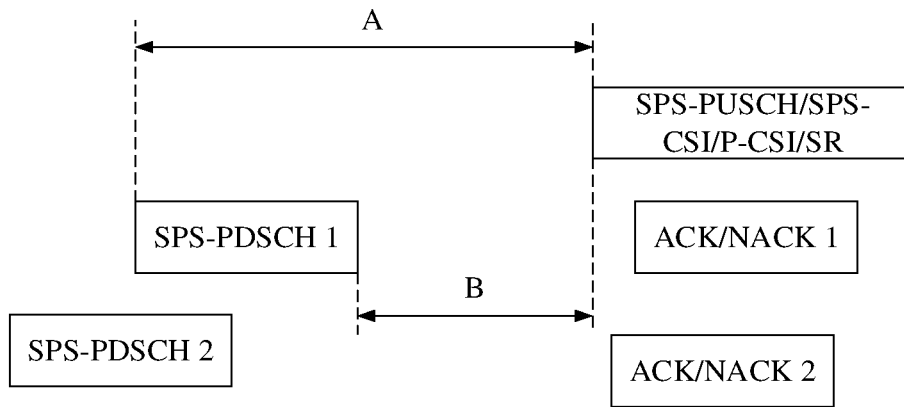 A
SPS-PUSCH/SPS-
CSI/P-CSI/SR
SPS-PDSCH 1
ACK/NACK 1
B
SPS-PDSCH 2
ACK/NACK 2